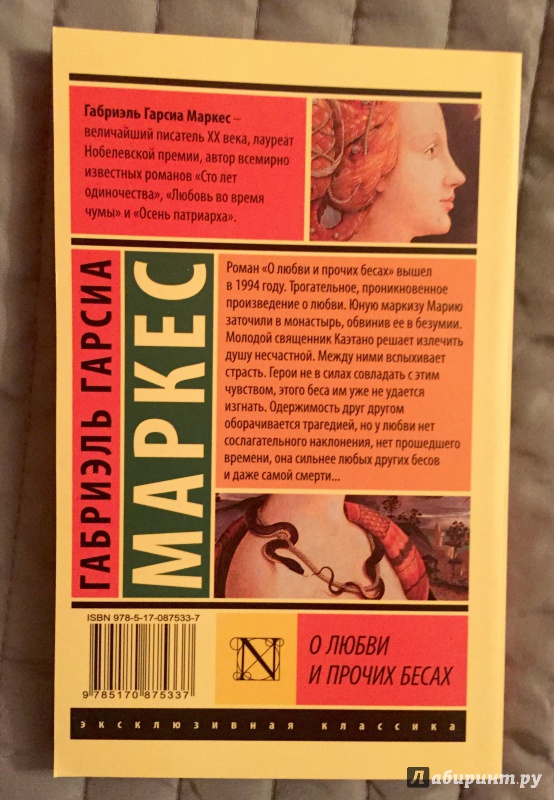 Габриэль Гарсиа Маркес –
величайший писатель XX века, лауреат
Нобелевской премии, автор всемирно
известных романов «Сто лет
одиночества», «Любовь во время
чумы» и «Осень патриарха».
ГАБРИЭЛЬ ГАРСИА
МАРКЕС
Роман «О любви и прочих бесах» вышел
в 1994 году. Трогательное, проникновенное
произведение о любви. Юную маркизу Марию
заточили в монастырь, обвинив ее в безумии.
Молодой священник Каэтано решает излечить
душу несчастной. Между ними вспыхивает
страсть. Герои не в силах совладать с этим
чувством, этого беса им уже не удается
изгнать. Одержимость друг другом
оборачивается трагедией, но у любви нет
сослагательного наклонения, нет прошедшего
времени, она сильнее любых других бесов
и даже самой смерти...
ISBN 978-5-17-087533-7
9 785170 875337
N
О ЛЮБВИ
И ПРОЧИХ БЕСАХ
эксклюзивная классика
Лабиринт.ру